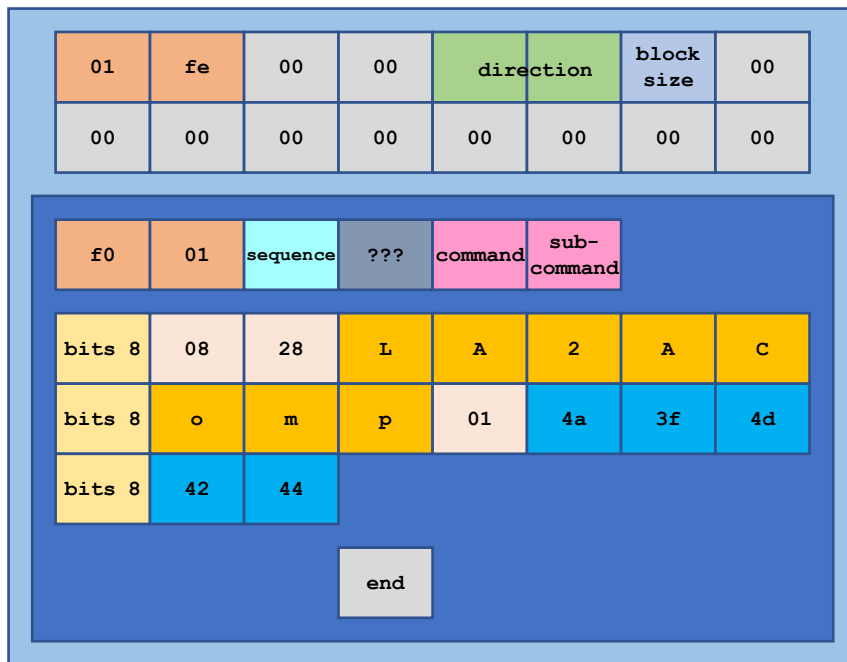 01 fe 00 00 direction block size 00
00 00 00 00 00 00 00 00
f0 01 sequence ??? command sub-command
bits 8 08 28 L A 2 A C
bits 8 o m p 01 4a 3f 4d
bits 8 42 44
end